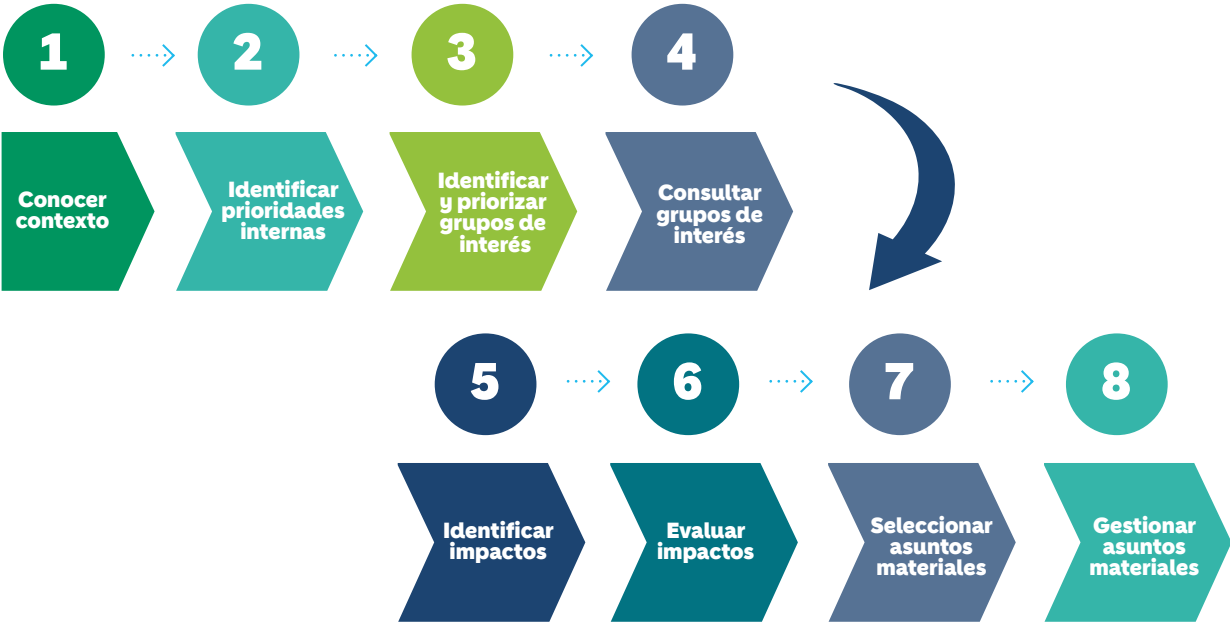 1
2
3
4
Conocer
contexto
Identificar
prioridades
internas
Identificar
y priorizar
grupos de
interés
Consultar
grupos de
interés
5
6
7
8
Identificar
impactos
Evaluar
impactos
Seleccionar
asuntos
materiales
Gestionar
asuntos
materiales